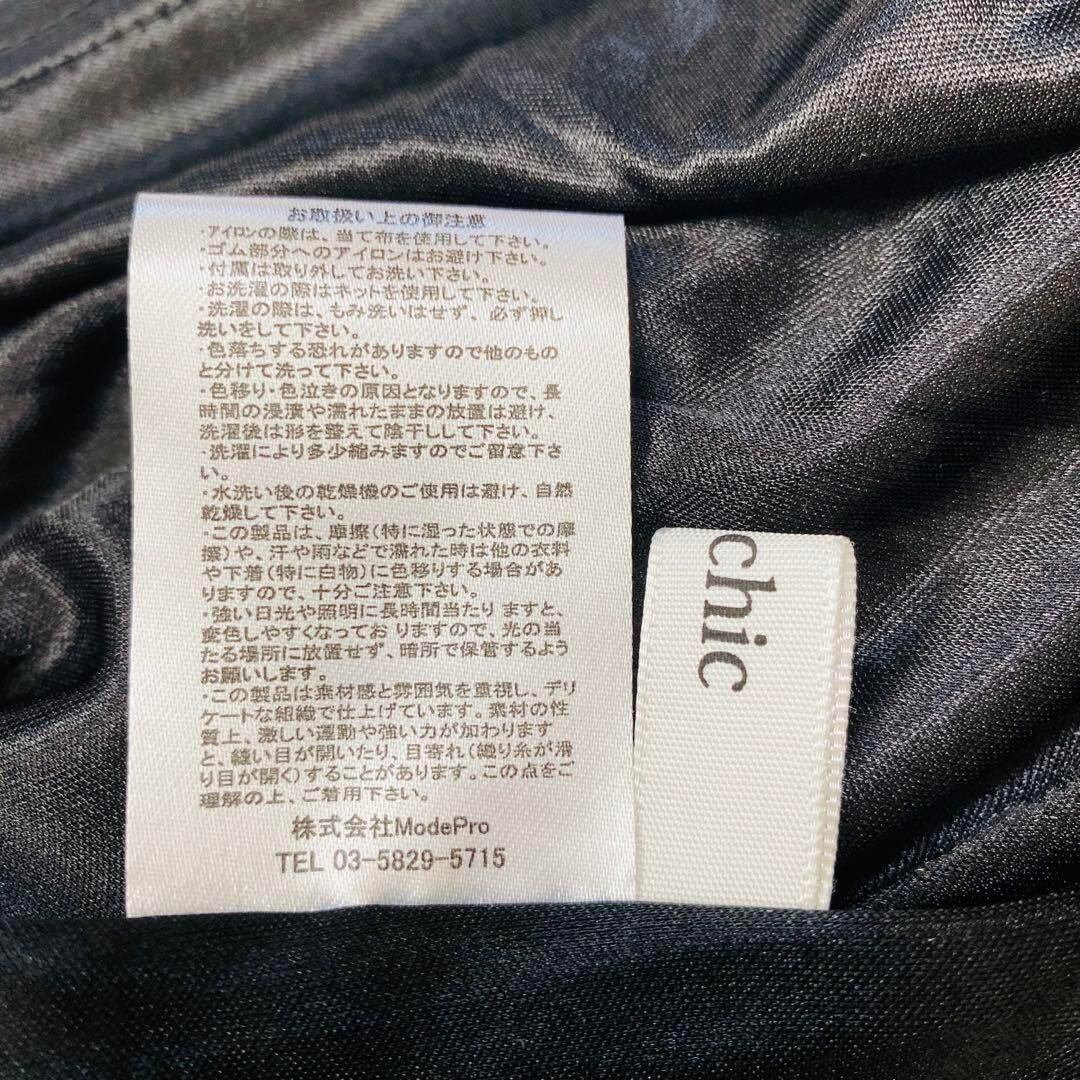 お取扱い上の御注意
・アイロンの際は、当て布を使用して下さい。
・ゴム部分へのアイロンはお避け下さい。
・付属は取り外してお洗い下さい。
・お洗濯の際はネットを使用して下さい。
・洗濯の際は、もみ洗いはせず、必ず押し
洗いをして下さい。
・色落ちする恐れがありますので他のもの
と分けて洗って下さい。
・色移り・色泣きの原因となりますので、長
時間の浸漬や濡れたままの放置は避け、
洗濯後は形を整えて陰干しして下さい。
・洗濯により多少縮みますのでご留意下さ
い。
・水洗い後の乾燥機のご使用は避け、自然
乾燥して下さい。
・この製品は、摩擦(特に湿った状態での摩
擦)や、汗や雨などで濡れた時は他の衣料
や下着(特に白物)に色移りする場合があ
りますので、十分ご注意下さい。
・強い日光や照明に長時間当たり ますと、
変色しやすくなってお りますので、光の当
たる場所に放置せず、暗所で保管するよう
お願いします。
・この製品は素材感と雰囲気を重視し、デリ
ケートな組織で仕上げています。素材の性
質上、激しい運動や強い力が加わります
と、縫い目が開いたり、目寄れ(織り糸が滑
り目が開く)することがあります。この点をご
理解の上、ご着用下さい。
株式会社ModePro
TEL 03-5829-5715
chic